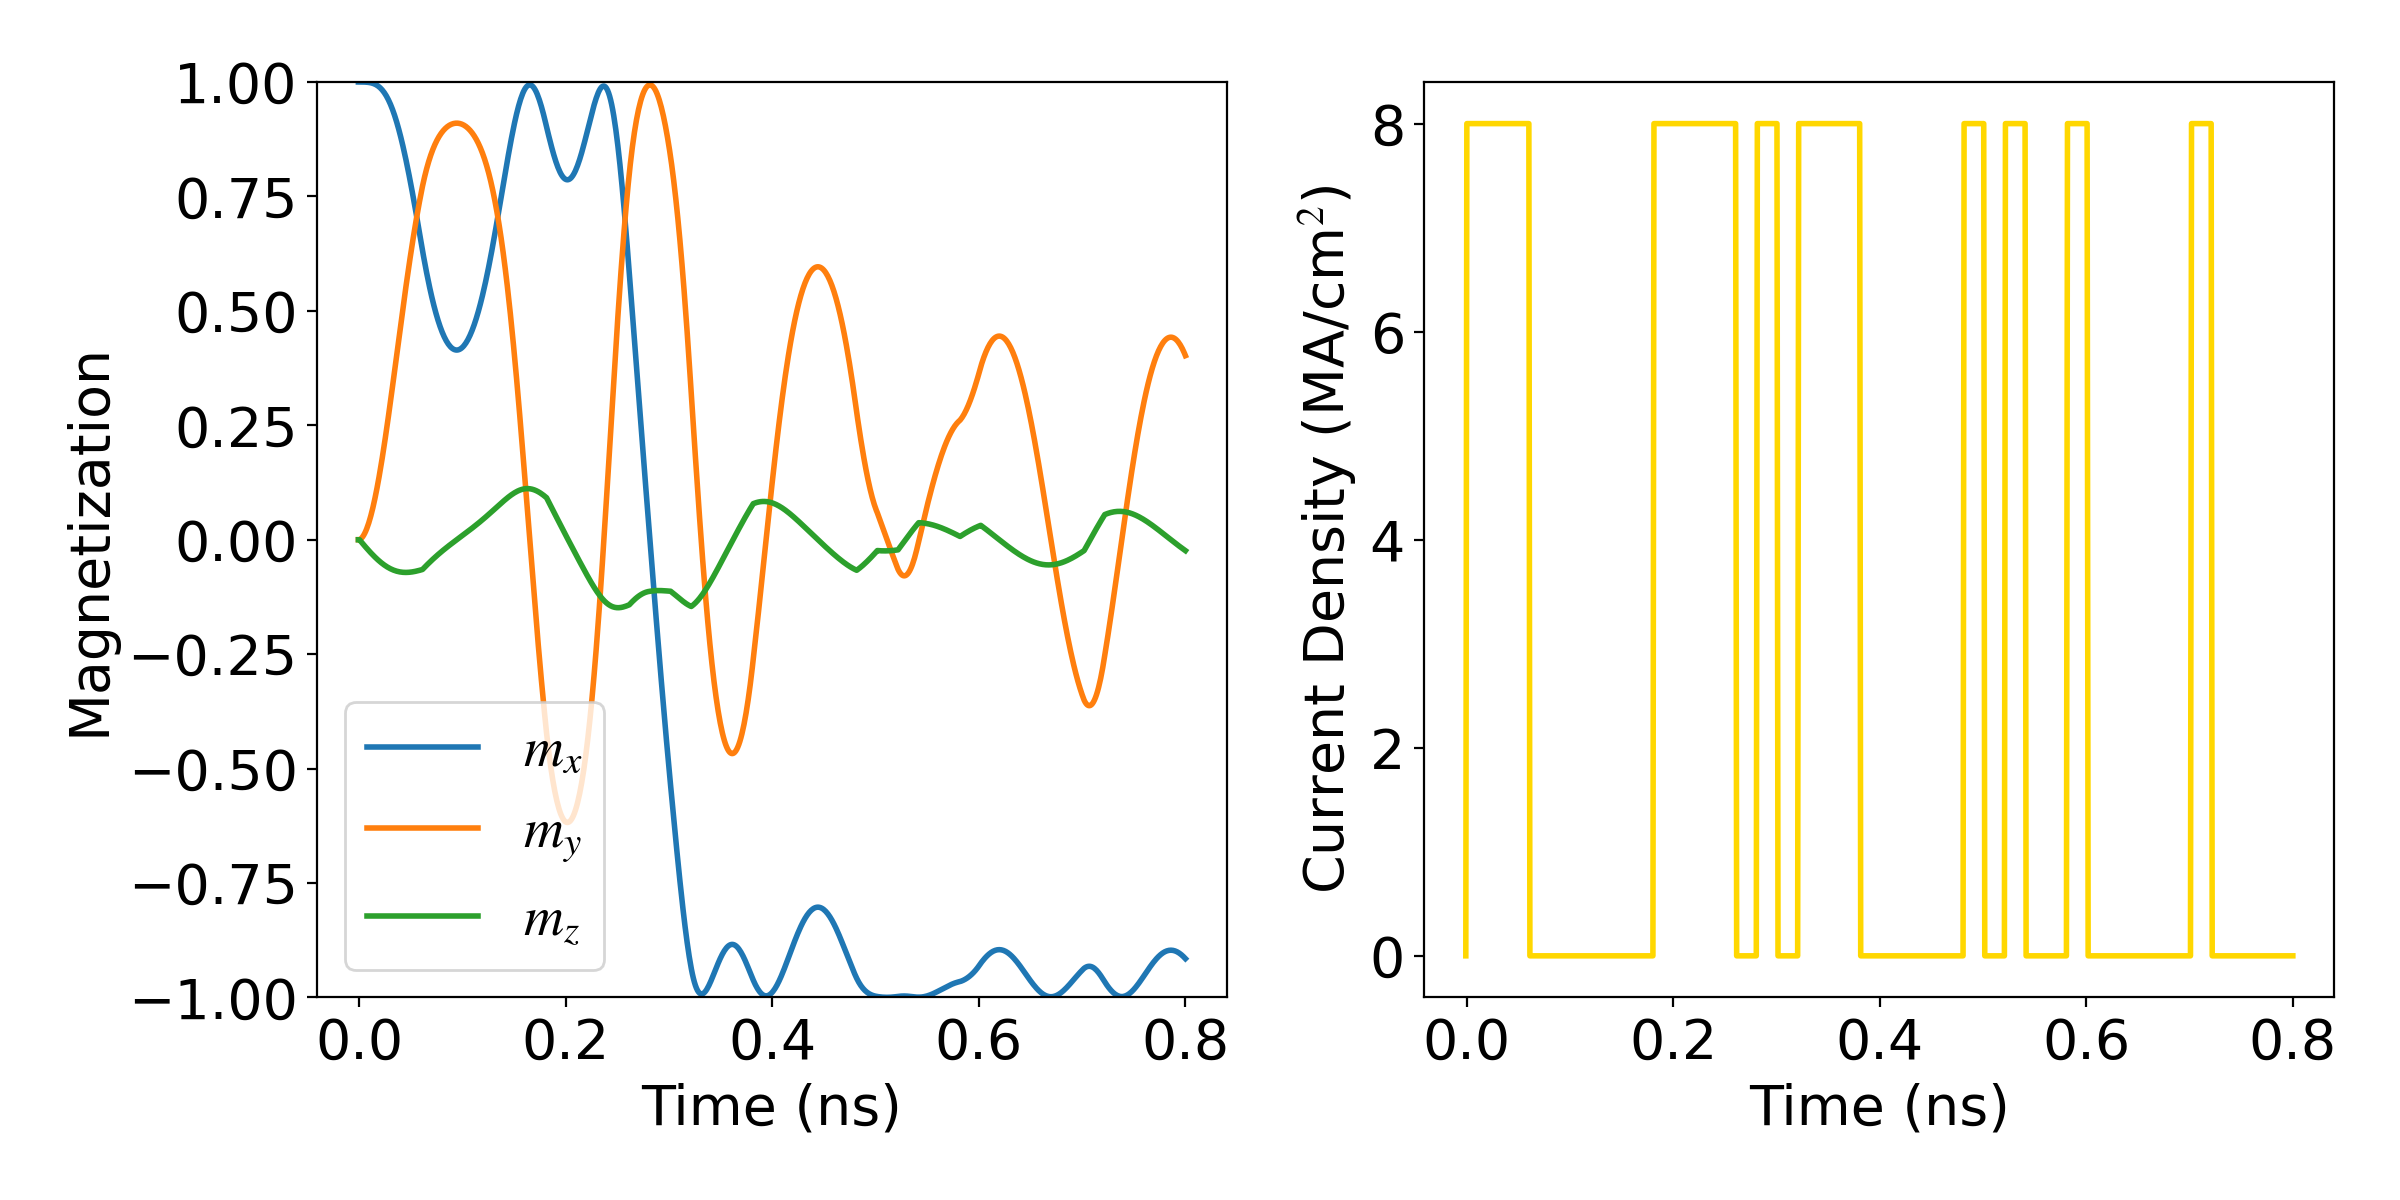 Magnetization
1.00
0.75
0.50
0.25
0.00
−0.25
−0.50
−0.75
−1.00
m_x
m_y
m_z
0.0 0.2 0.4 0.6 0.8
Time (ns)
Current Density (MA/cm²)
8
6
4
2
0
0.0 0.2 0.4 0.6 0.8
Time (ns)